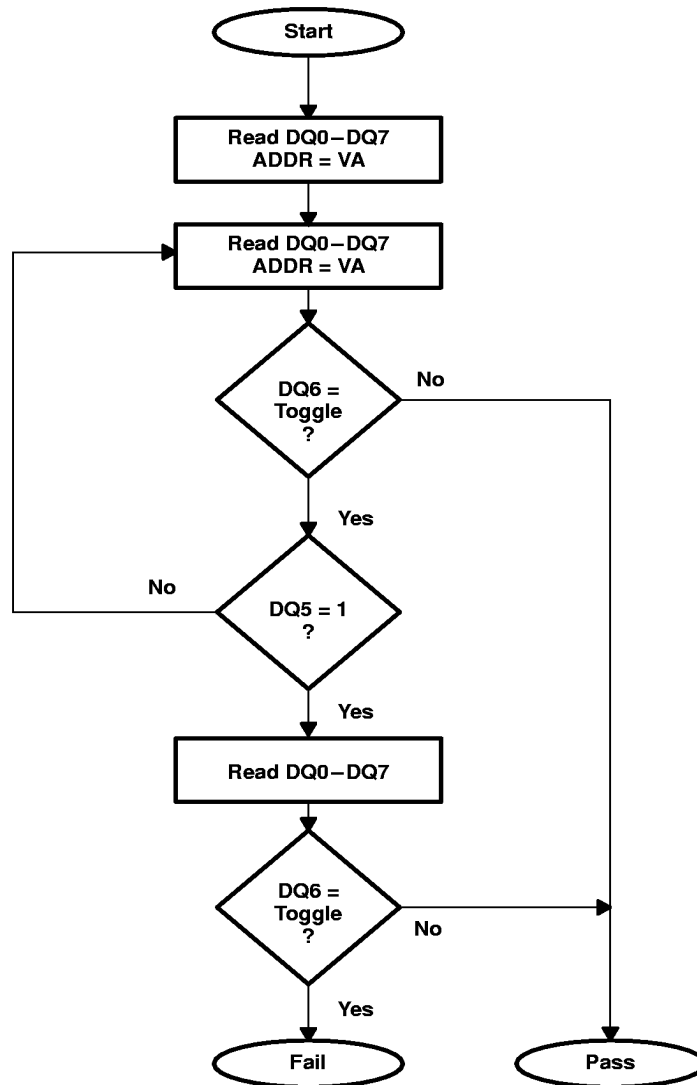 Start
Read DQ0–DQ7
ADDR = VA
Read DQ0–DQ7
ADDR = VA
DQ6 =
Toggle
?
No
Yes
DQ5 = 1
?
No
Yes
Read DQ0–DQ7
DQ6 =
Toggle
?
No
Yes
Fail
Pass